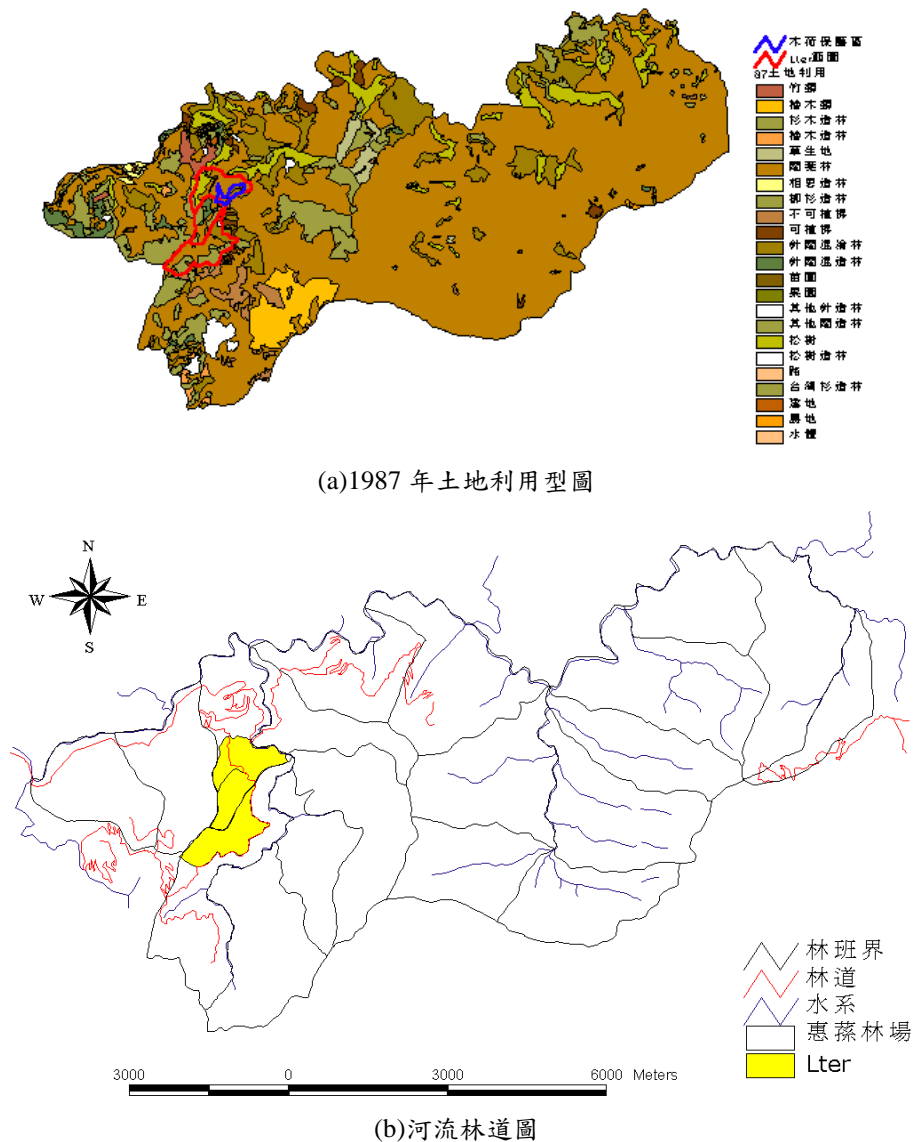 木荷保護區
Lter範圍
87土地利用
竹類
檜木類
杉木造林
檜木造林
草生地
闊葉林
相思造林
柳杉造林
不可植橫
可植橫
針闊混淆林
針闊混造林
苗圃
果園
其他針造林
其他闊造林
松樹
松樹造林
路
台灣杉造林
建地
農地
水體
(a)1987 年土地利用型圖
N
W
E
S
林班界
林道
水系
惠蓀林場
Lter
3000 0 3000 6000 Meters
(b)河流林道圖